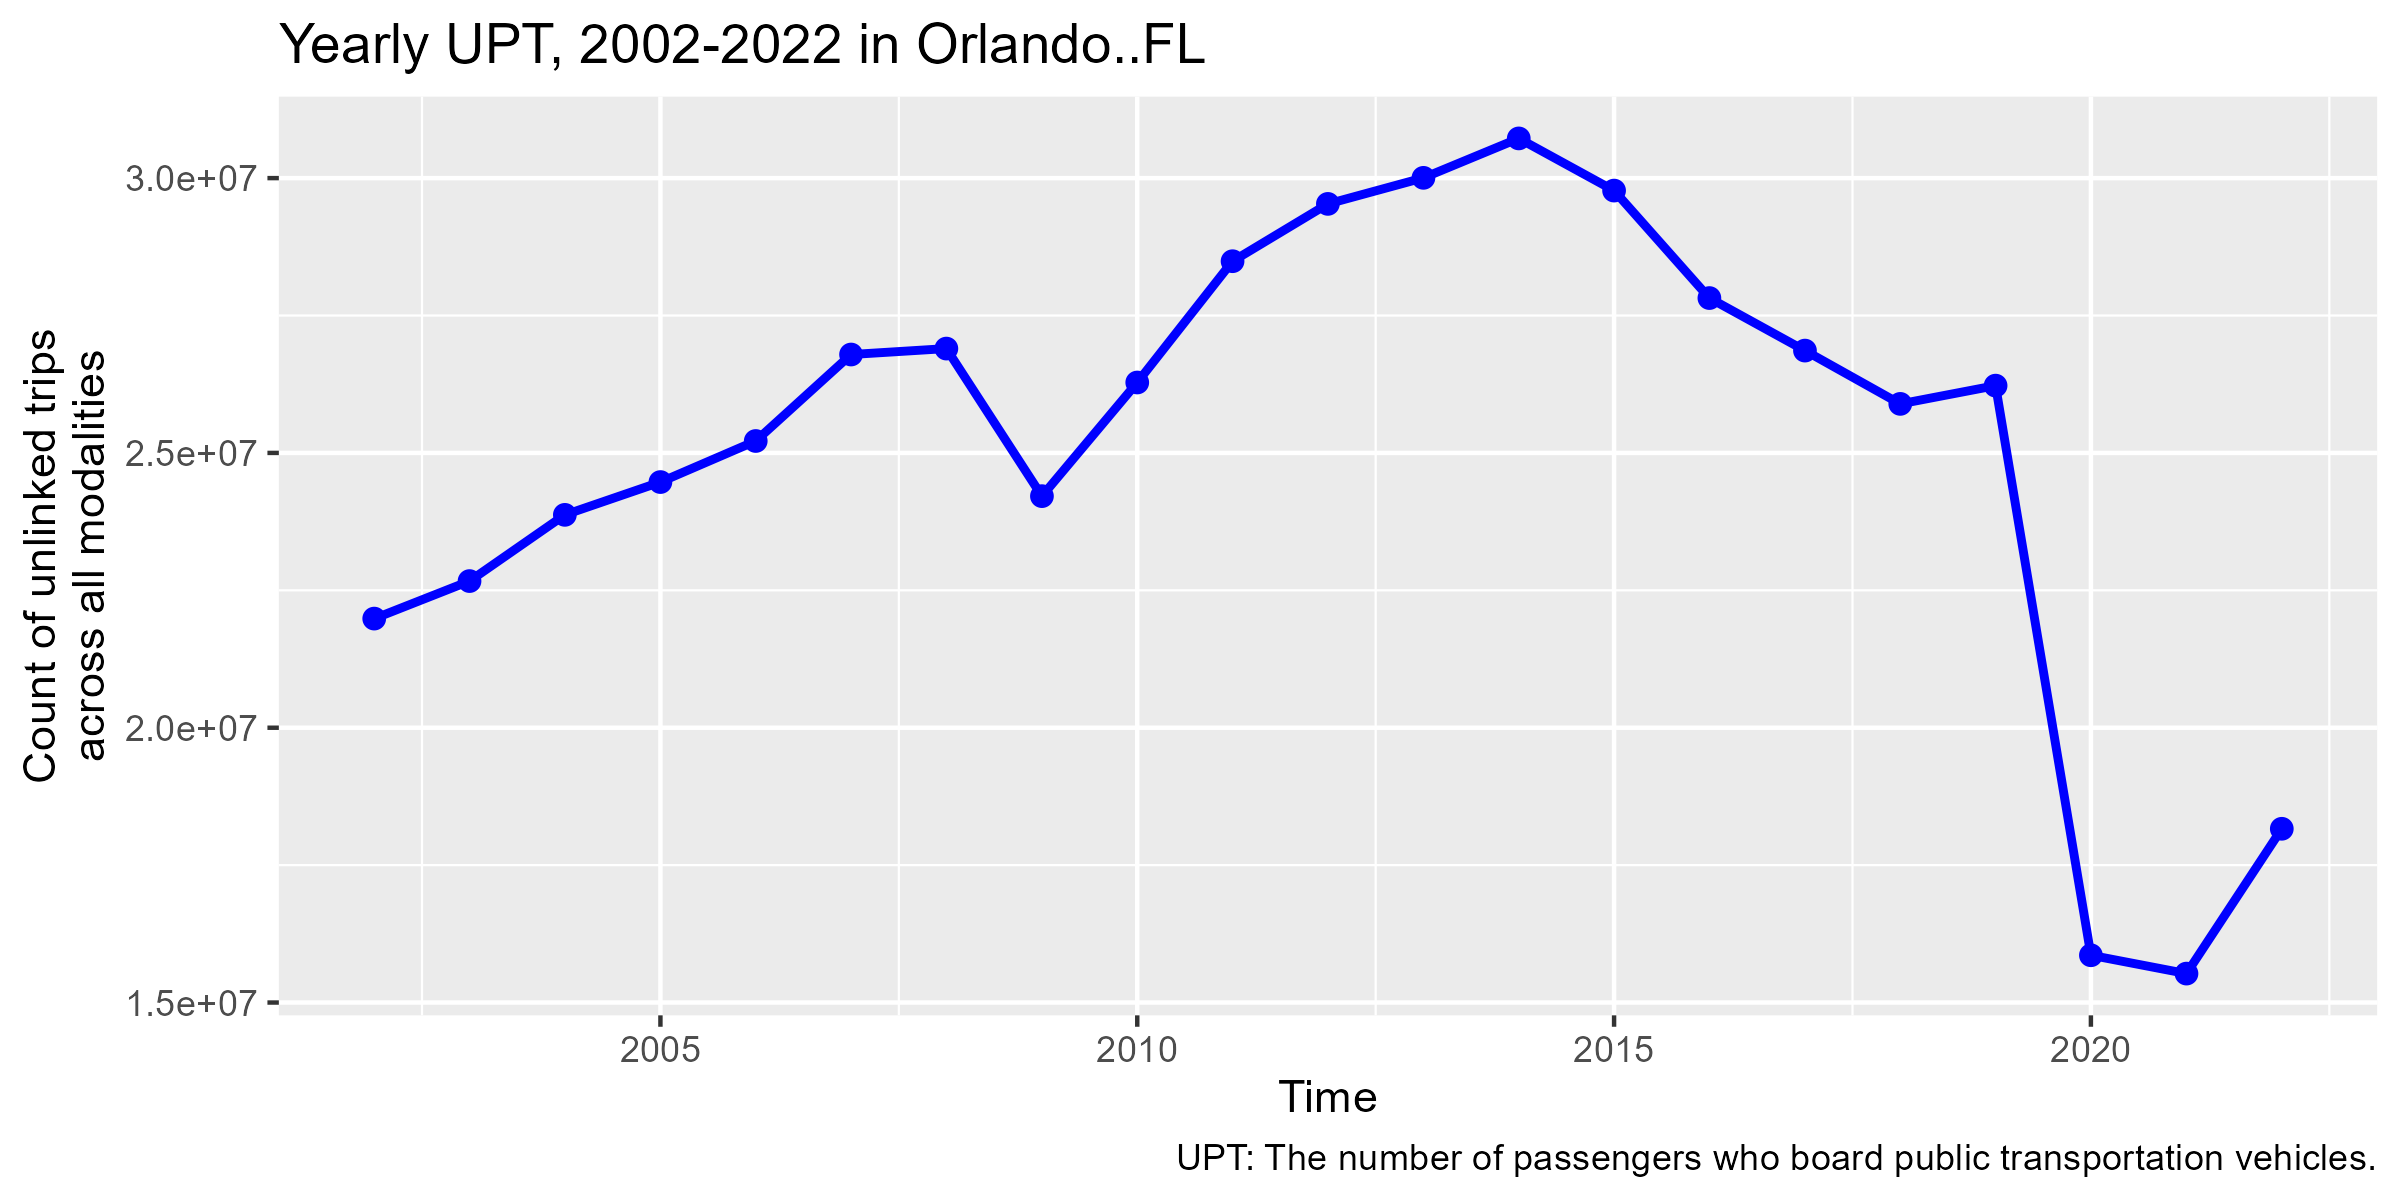 Yearly UPT, 2002-2022 in Orlando..FL
Count of unlinked trips
across all modalities
3.0e+07
2.5e+07
2.0e+07
1.5e+07
2005
2010
2015
2020
Time
UPT: The number of passengers who board public transportation vehicles.